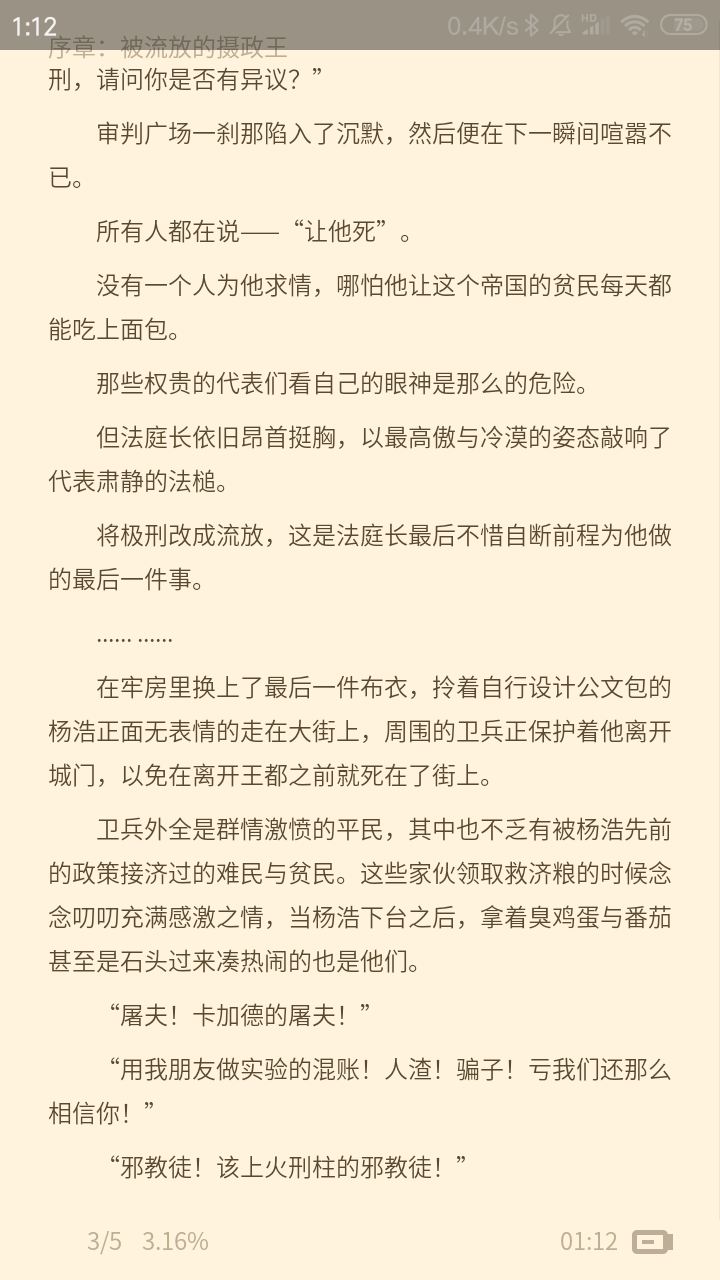 1:12 0.4K/s HD 75
序章：被流放的摄政王
刑，请问你是否有异议？”
审判广场一刹那陷入了沉默，然后便在下一瞬间喧嚣不
已。
所有人都在说——“让他死”。
没有一个人为他求情，哪怕他让这个帝国的贫民每天都
能吃上面包。
那些权贵的代表们看自己的眼神是那么的危险。
但法庭长依旧昂首挺胸，以最高傲与冷漠的姿态敲响了
代表肃静的法槌。
将极刑改成流放，这是法庭长最后不惜自断前程为他做
的最后一件事。
...... ......
在牢房里换上了最后一件布衣，拎着自行设计公文包的
杨浩正面无表情的走在大街上，周围的卫兵正保护着他离开
城门，以免在离开王都之前就死在了街上。
卫兵外全是群情激愤的平民，其中也不乏有被杨浩先前
的政策接济过的难民与贫民。这些家伙领取救济粮的时候念
念叨叨充满感激之情，当杨浩下台之后，拿着臭鸡蛋与番茄
甚至是石头过来凑热闹的也是他们。
“屠夫！卡加德的屠夫！”
“用我朋友做实验的混账！人渣！骗子！亏我们还那么
相信你！”
“邪教徒！该上火刑柱的邪教徒！”
3/5 3.16% 01:12